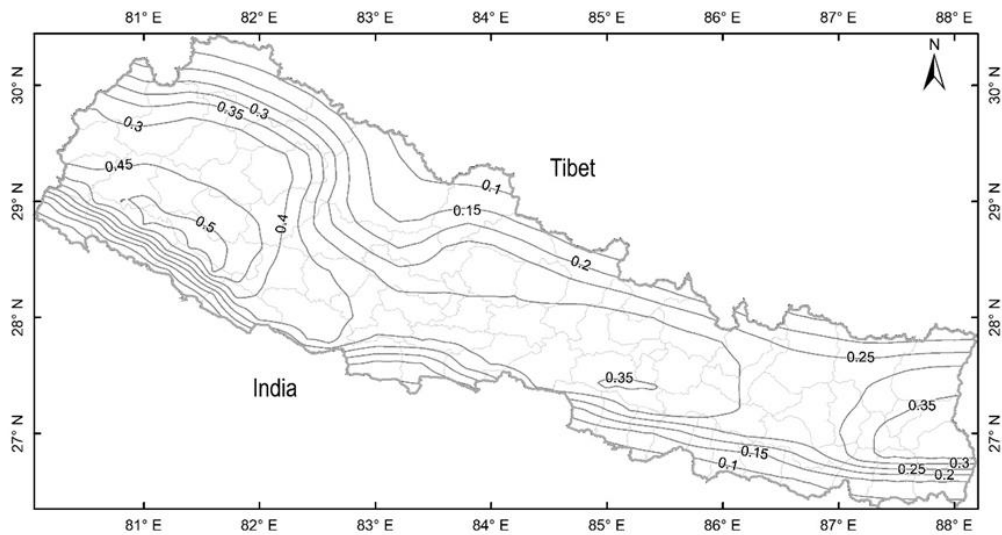 81° E 82° E 83° E 84° E 85° E 86° E 87° E 88° E
N
30° N 30° N
0.3
0.35
0.3
Tibet
0.45
0.1
29° N 29° N
0.15
0.5
0.4
0.2
28° N 28° N
0.25
0.35
India
0.35
27° N 27° N
0.15
0.3
0.1
0.25
0.2
81° E 82° E 83° E 84° E 85° E 86° E 87° E 88° E